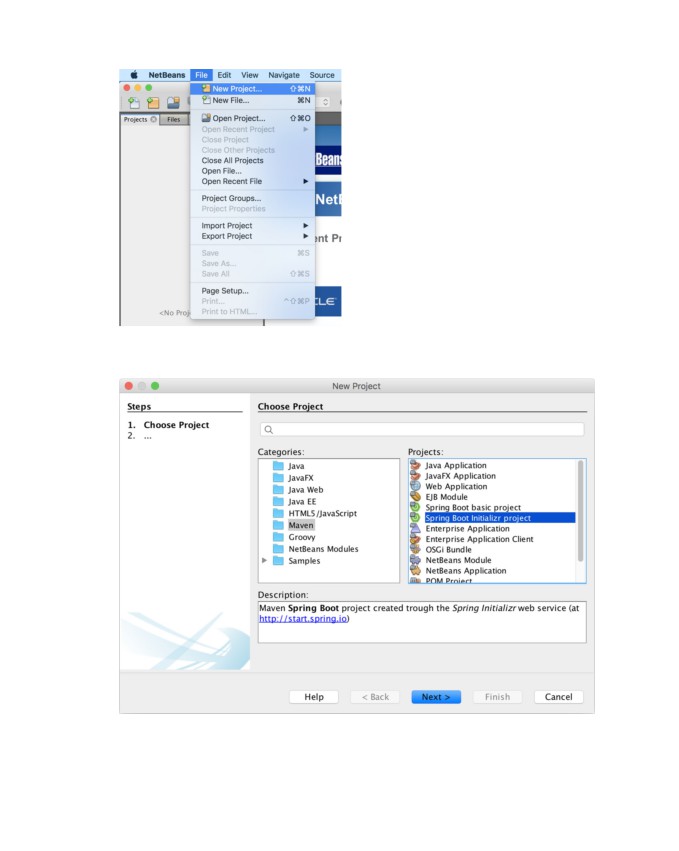 NetBeans File Edit View Navigate Source
New Project... ⇧⌘N
New File... ⌘N
Projects Files
Open Project... ⇧⌘O
Open Recent Project
Close Project
Close Other Projects
Close All Projects
Open File...
Open Recent File
Project Groups...
Project Properties
Import Project
Export Project
Save ⌘S
Save As...
Save All ⇧⌘S
Page Setup...
Print... ^⇧⌘P
Print to HTML...
<No Proj
Beans
NetB
ent Pr
CLE
New Project
Steps
1. Choose Project
2. ...
Choose Project
Categories:
Java
JavaFX
Java Web
Java EE
HTML5/JavaScript
Maven
Groovy
NetBeans Modules
Samples
Projects:
Java Application
JavaFX Application
Web Application
EJB Module
Spring Boot basic project
Spring Boot Initializr project
Enterprise Application
Enterprise Application Client
OSGi Bundle
NetBeans Module
NetBeans Application
POM Project
Description:
Maven Spring Boot project created trough the Spring Initializr web service (at
http://start.spring.io)
Help < Back Next > Finish Cancel